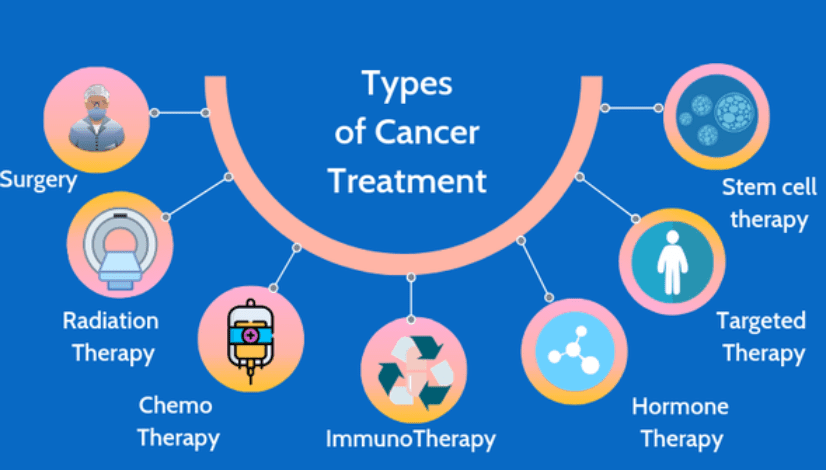 Types
of Cancer
Treatment
Surgery
Radiation
Therapy
Chemo
Therapy
ImmunoTherapy
Hormone
Therapy
Targeted
Therapy
Stem cell
therapy